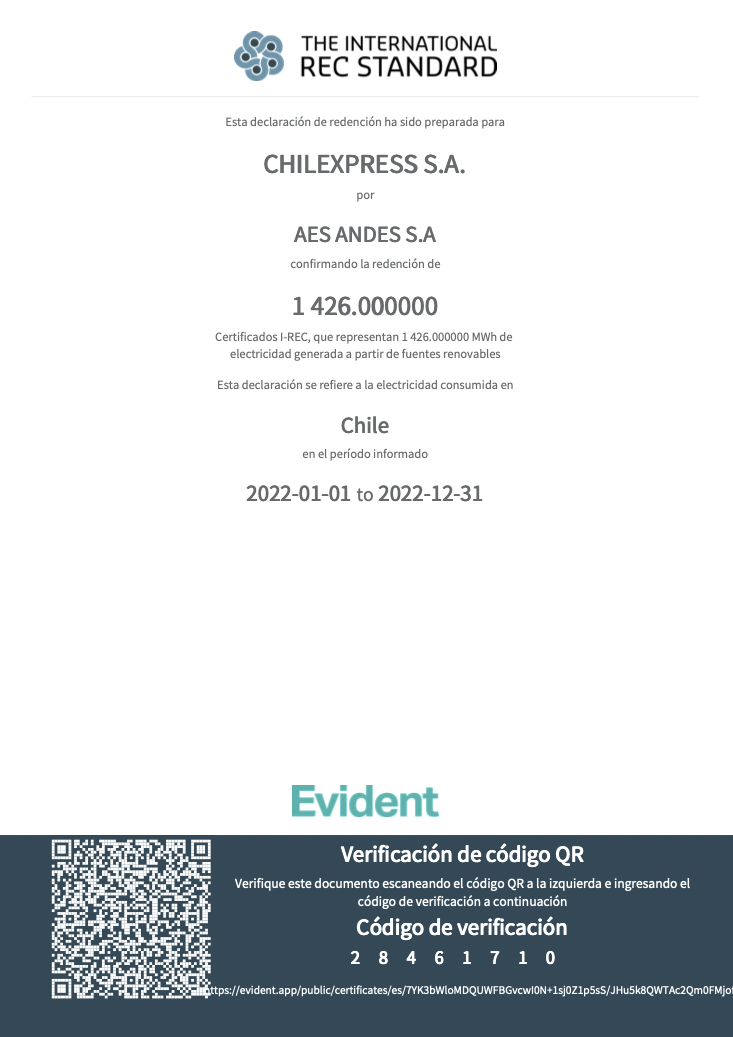 THE INTERNATIONAL
REC STANDARD
Esta declaración de redención ha sido preparada para
CHILEXPRESS S.A.
por
AES ANDES S.A
confirmando la redención de
1 426.000000
Certificados I-REC, que representan 1 426.000000 MWh de
electricidad generada a partir de fuentes renovables
Esta declaración se refiere a la electricidad consumida en
Chile
en el período informado
2022-01-01 to 2022-12-31
Evident
Verificación de código QR
Verifique este documento escaneando el código QR a la izquierda e ingresando el
código de verificación a continuación
Código de verificación
2 8 4 6 1 7 1 0
https://evident.app/public/certificates/es/7YK3bWloMDQUWFBGvcwI0N+1sj0Z1p5sS/JHu5k8QWTAc2Qm0FMjo